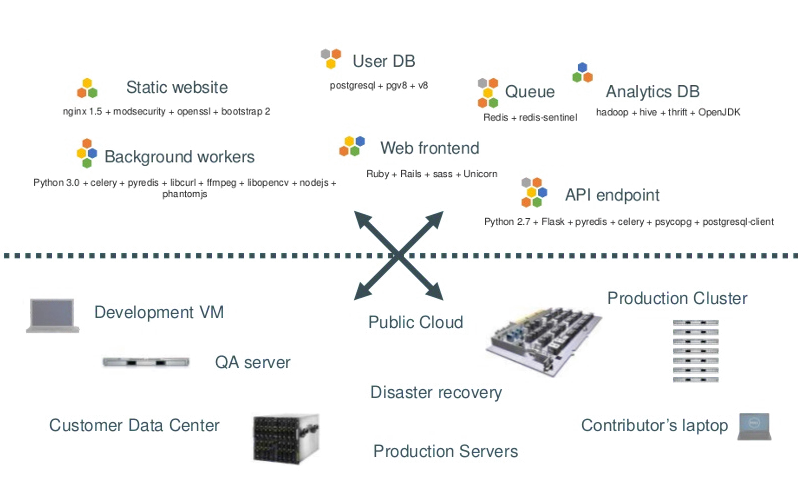 User DB
postgresql + pgv8 + v8
Static website
nginx 1.5 + modsecurity + openssl + bootstrap 2
Queue
Redis + redis-sentinel
Analytics DB
hadoop + hive + thrift + OpenJDK
Background workers
Python 3.0 + celery + pyredis + libcurl + ffmpeg + libopencv + nodejs +
phantomjs
Web frontend
Ruby + Rails + sass + Unicorn
API endpoint
Python 2.7 + Flask + pyredis + celery + psycopg + postgresql-client
Development VM
Public Cloud
Production Cluster
QA server
Disaster recovery
Customer Data Center
Production Servers
Contributor’s laptop